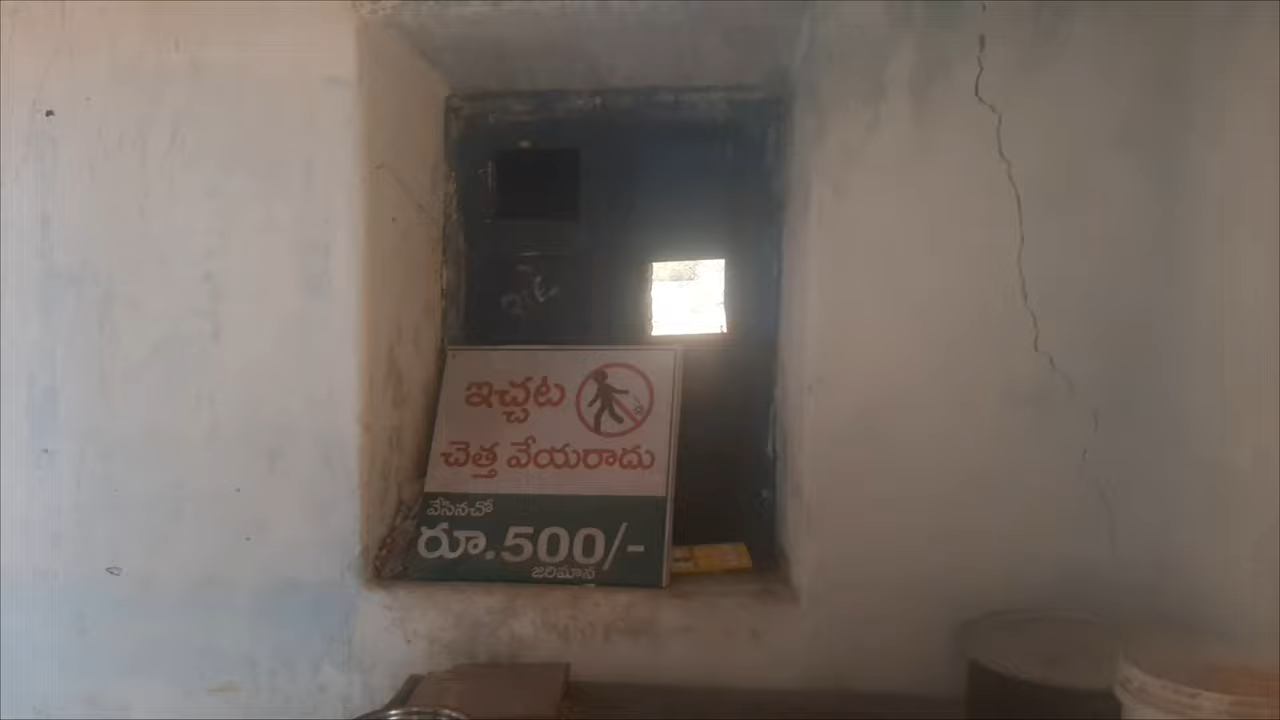 ఇచ్చట
చెత్త వేయరాదు
వేసినచో
రూ.500/-
జరిమాన